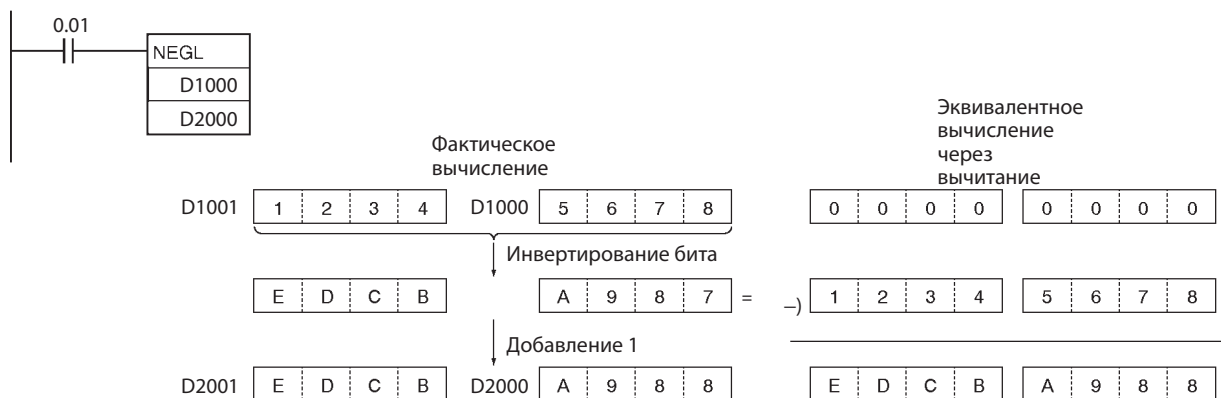 0.01
NEGL
D1000
D2000
Фактическое
вычисление
Эквивалентное
вычисление
через
вычитание
D1001 1 2 3 4 D1000 5 6 7 8 0 0 0 0 0 0 0 0
Инвертирование бита
E D C B A 9 8 7 = –) 1 2 3 4 5 6 7 8
Добавление 1
D2001 E D C B D2000 A 9 8 8 E D C B A 9 8 8